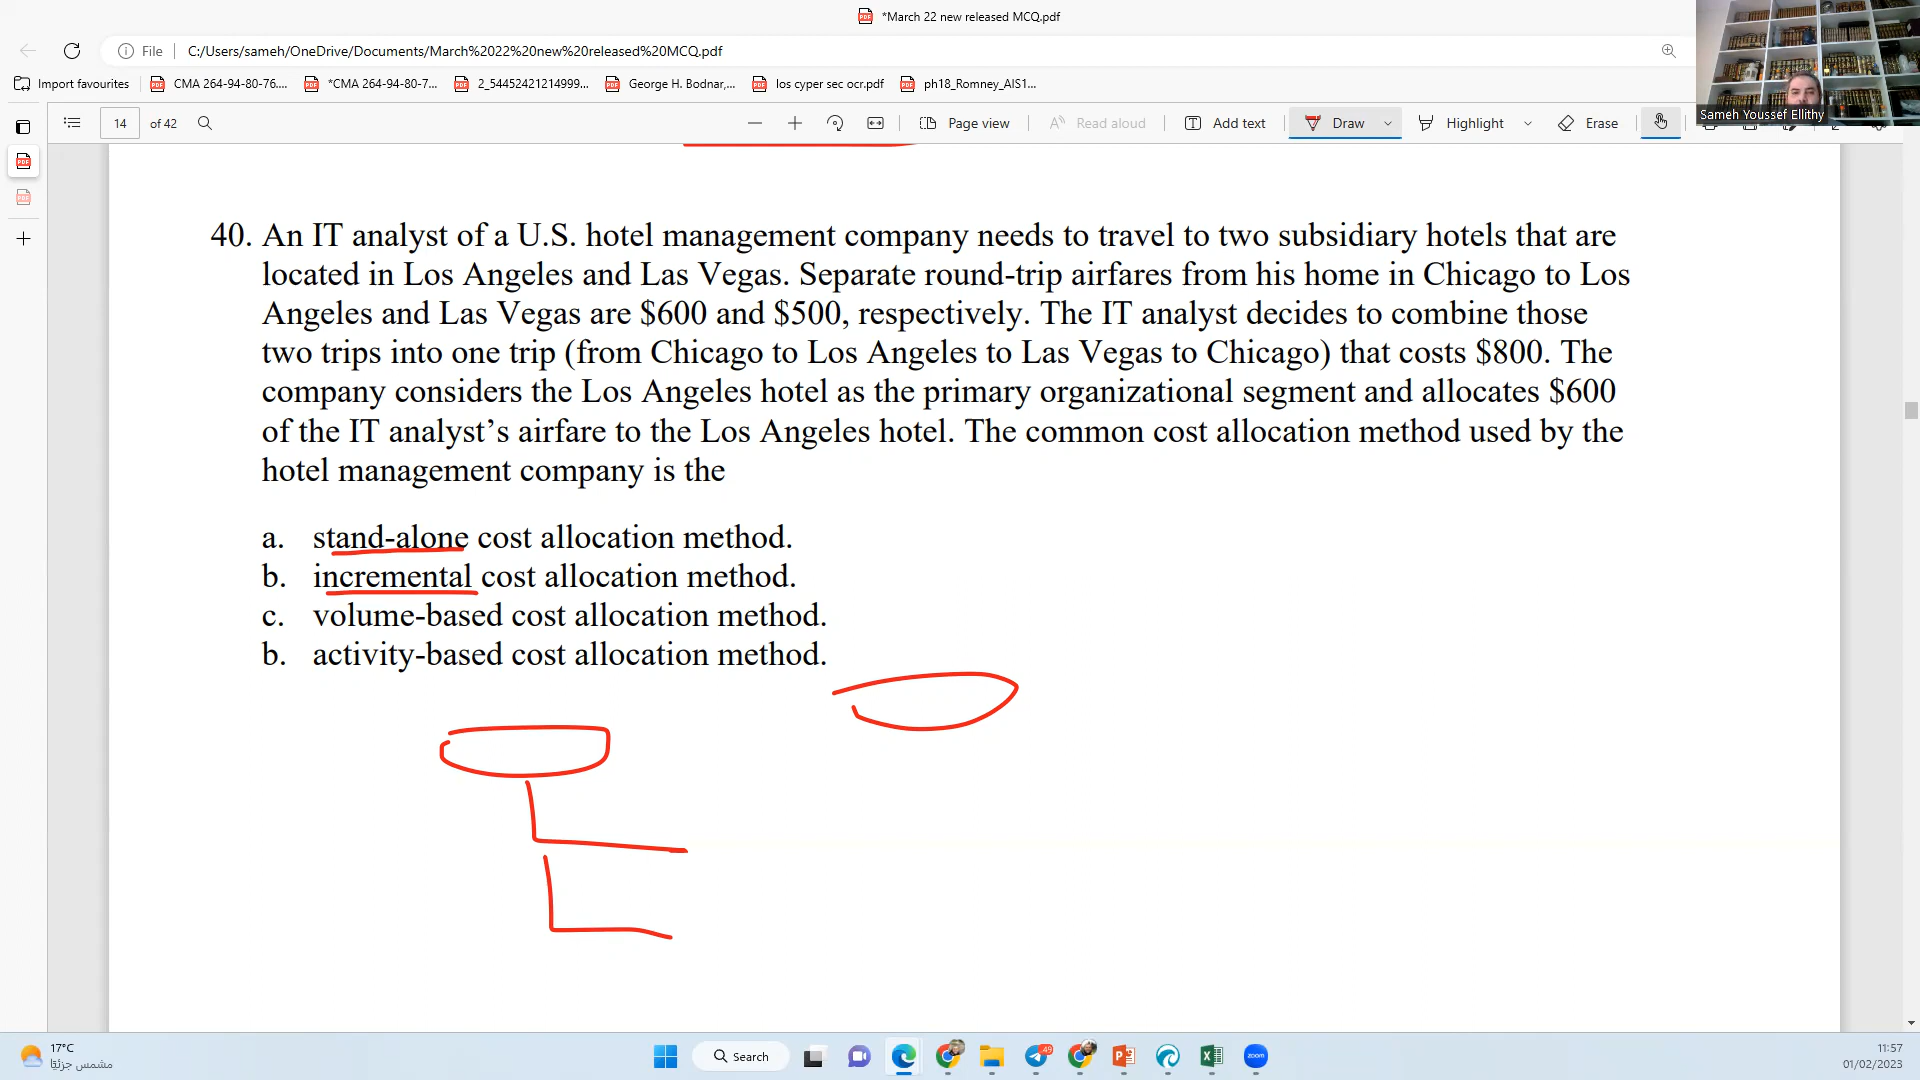 *March 22 new released MCQ.pdf
File
C:/Users/sameh/OneDrive/Documents/March%2022%20new%20released%20MCQ.pdf
Import favourites
CMA 264-94-80-76....
*CMA 264-94-80-7...
2_54452421214999...
George H. Bodnar,...
los cyper sec ocr.pdf
ph18_Romney_AIS1...
Sameh Youssef Ellithy
14
of 42
Page view
Read aloud
Add text
Draw
Highlight
Erase
40. An IT analyst of a U.S. hotel management company needs to travel to two subsidiary hotels that are
located in Los Angeles and Las Vegas. Separate round-trip airfares from his home in Chicago to Los
Angeles and Las Vegas are $600 and $500, respectively. The IT analyst decides to combine those
two trips into one trip (from Chicago to Los Angeles to Las Vegas to Chicago) that costs $800. The
company considers the Los Angeles hotel as the primary organizational segment and allocates $600
of the IT analyst’s airfare to the Los Angeles hotel. The common cost allocation method used by the
hotel management company is the
a. stand-alone cost allocation method.
b. incremental cost allocation method.
c. volume-based cost allocation method.
b. activity-based cost allocation method.
17°C
مشمس جزئيًا
Search
49
zoom
11:57
01/02/2023